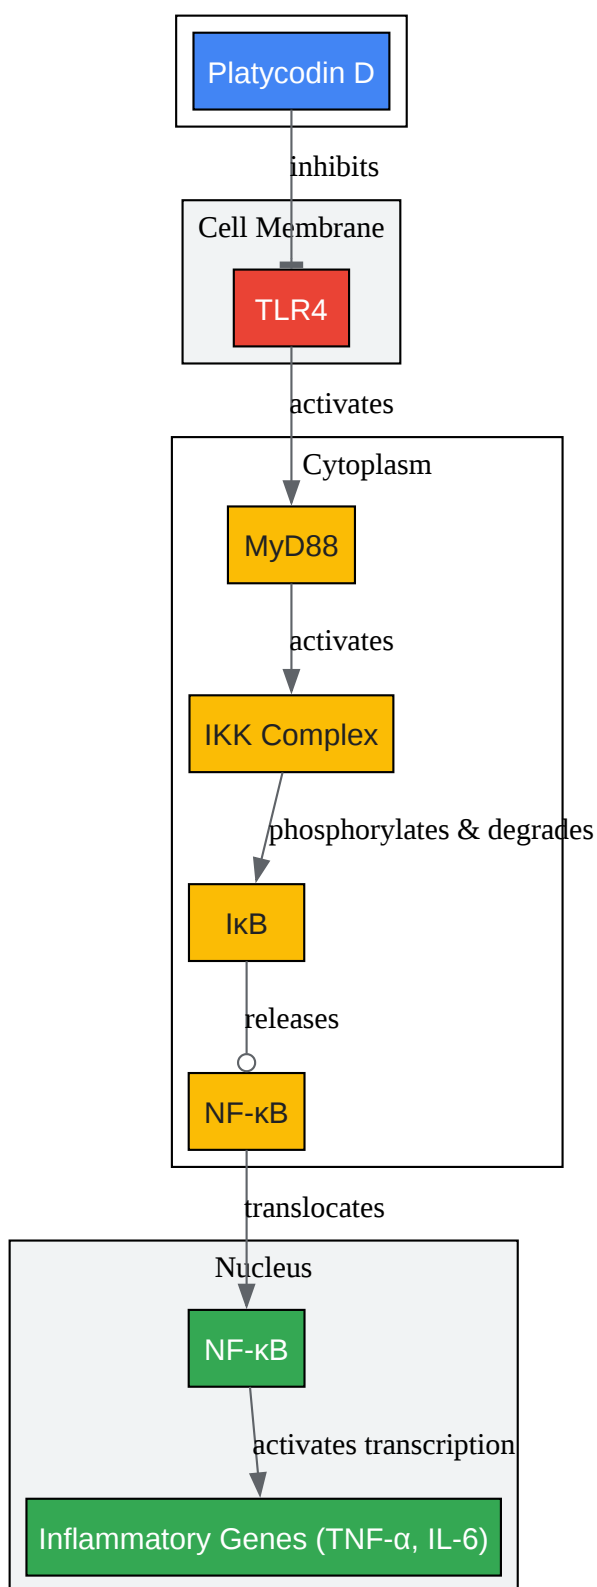 Platycodin D
inhibits
Cell Membrane
TLR4
activates
Cytoplasm
MyD88
activates
IKK Complex
phosphorylates & degrades
IκB
releases
NF-κB
translocates
Nucleus
NF-κB
activates transcription
Inflammatory Genes (TNF-α, IL-6)